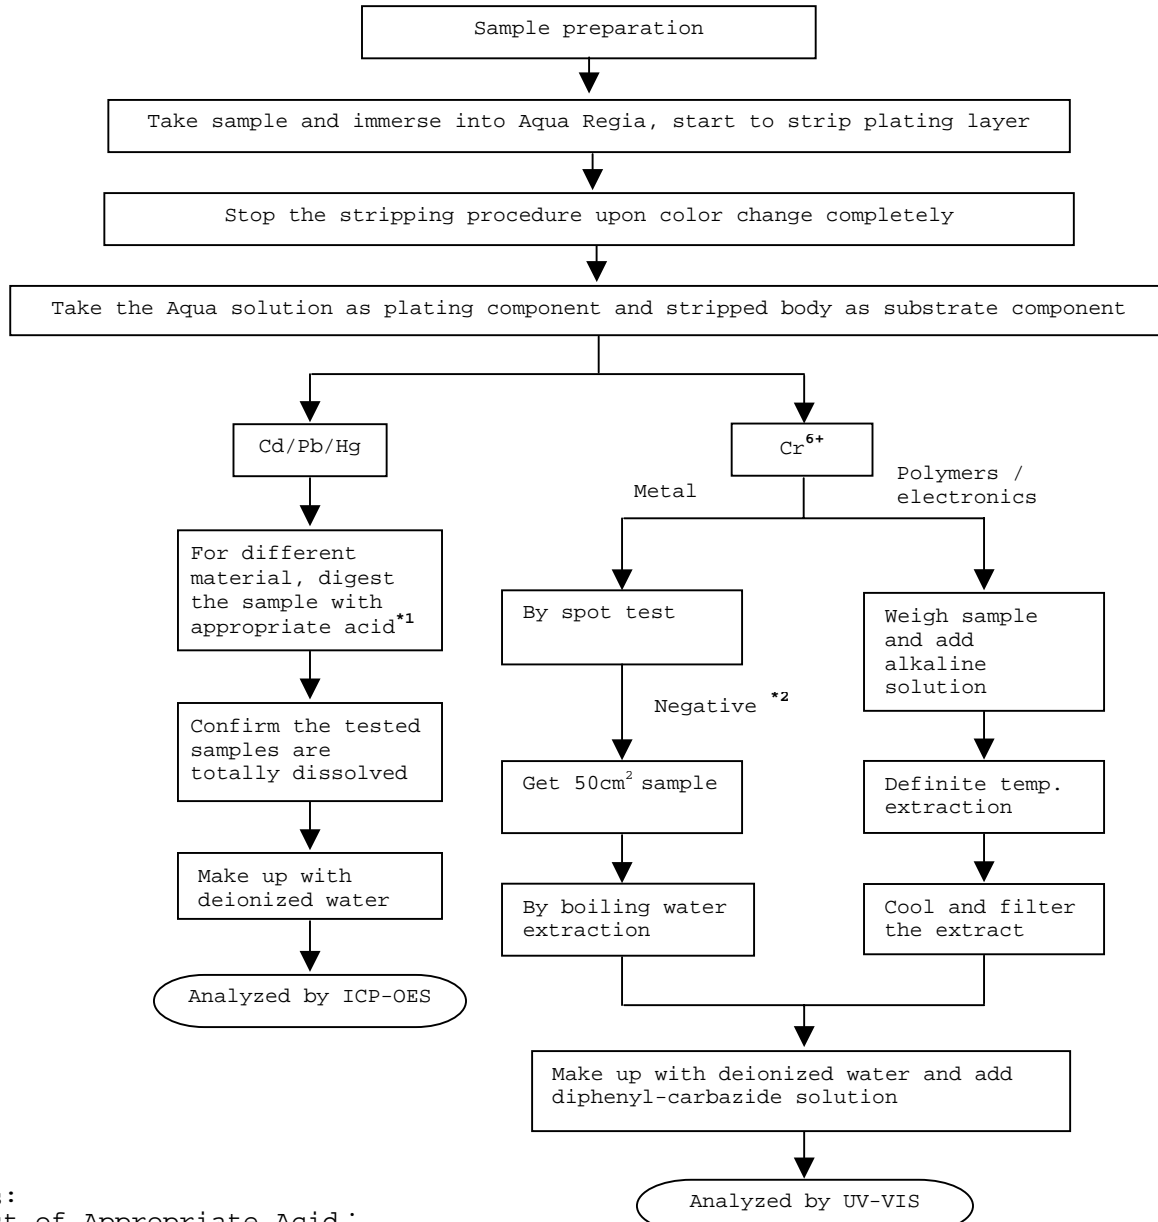 Sample preparation
Take sample and immerse into Aqua Regia, start to strip plating layer
Stop the stripping procedure upon color change completely
Take the Aqua solution as plating component and stripped body as substrate component
Cd/Pb/Hg
For different
material, digest
the sample with
appropriate acid*1
Confirm the tested
samples are
totally dissolved
Make up with
deionized water
Analyzed by ICP-OES
Cr6+
Metal
By spot test
Negative *2
Get 50cm2 sample
By boiling water
extraction
Polymers /
electronics
Weigh sample
and add
alkaline
solution
Definite temp.
extraction
Cool and filter
the extract
Make up with deionized water and add
diphenyl-carbazide solution
Analyzed by UV-VIS
of Appropriate Acid: